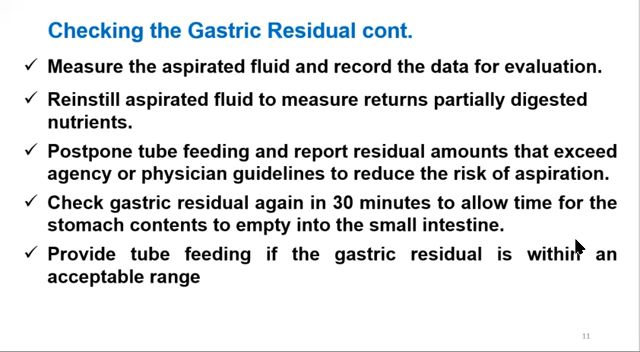 Checking the Gastric Residual cont.
✓ Measure the aspirated fluid and record the data for evaluation.
✓ Reinstill aspirated fluid to measure returns partially digested
nutrients.
✓ Postpone tube feeding and report residual amounts that exceed
agency or physician guidelines to reduce the risk of aspiration.
✓ Check gastric residual again in 30 minutes to allow time for the
stomach contents to empty into the small intestine.
✓ Provide tube feeding if the gastric residual is within an
acceptable range
11